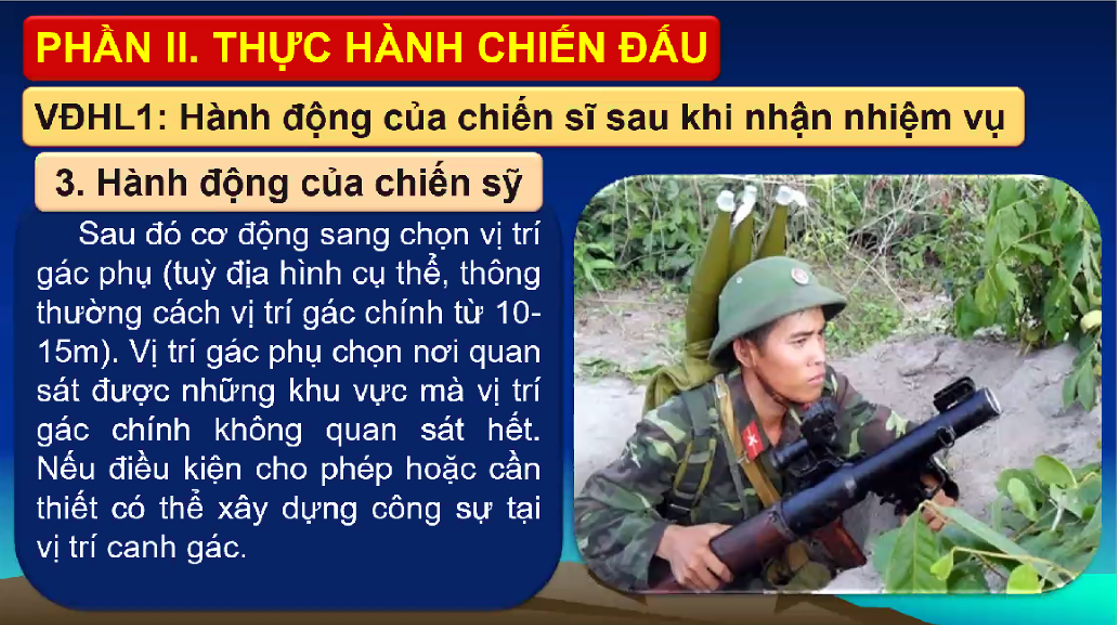 PHẦN II. THỰC HÀNH CHIẾN ĐẤU
VĐHL1: Hành động của chiến sĩ sau khi nhận nhiệm vụ
3. Hành động của chiến sỹ
Sau đó cơ động sang chọn vị trí
gác phụ (tuỳ địa hình cụ thể, thông
thường cách vị trí gác chính từ 10-
15m). Vị trí gác phụ chọn nơi quan
sát được những khu vực mà vị trí
gác chính không quan sát hết.
Nếu điều kiện cho phép hoặc cần
thiết có thể xây dựng công sự tại
vị trí canh gác.